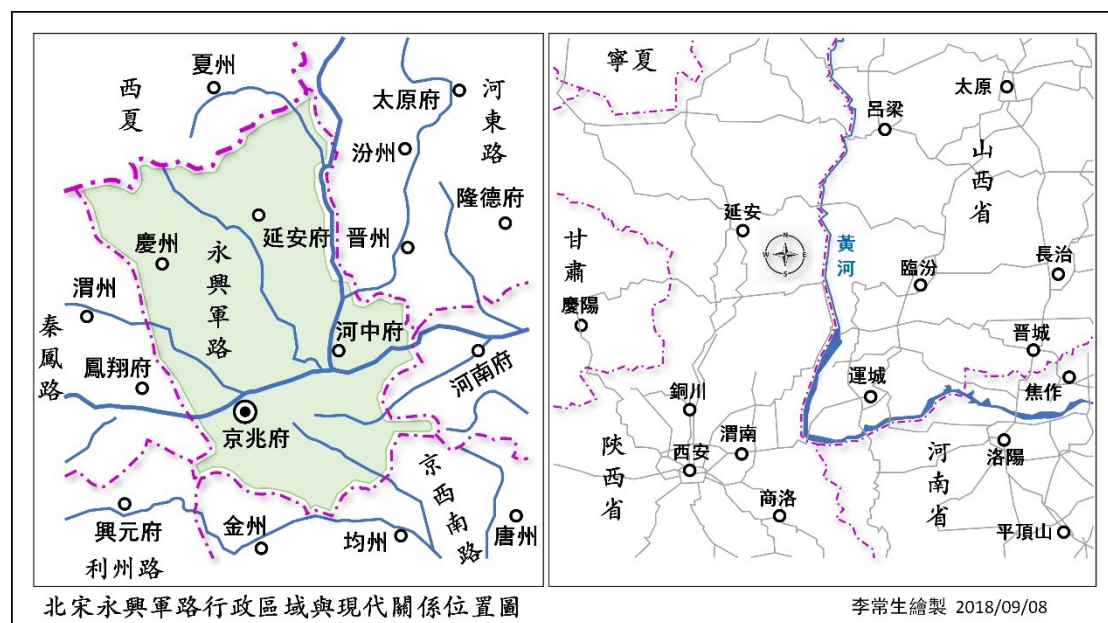 夏州
西夏
太原府
河東路
汾州
隆德府
延安府
晋州
慶州
永興軍路
渭州
秦鳳路
河中府
鳳翔府
河南府
京兆府
京西南路
興元府
金州
均州
唐州
利州路
北宋永興軍路行政區域與現代關係位置圖
寧夏
太原
呂梁
山西省
延安
N
W E
S
黃河
甘肅
臨汾
長治
慶陽
晋城
運城
焦作
銅川
陝西省
渭南
西安
河南省
洛陽
商洛
平頂山
李常生繪製 2018/09/08